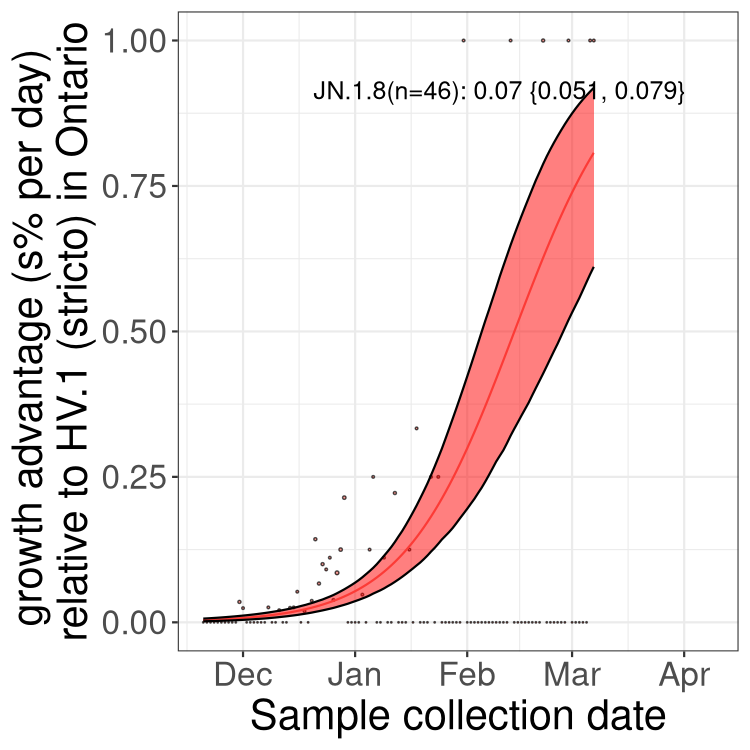 growth advantage (s% per day)
relative to HV.1 (stricto) in Ontario
1.00
JN.1.8(n=46): 0.07 {0.051, 0.079}
0.75
0.50
0.25
0.00
Dec Jan Feb Mar Apr
Sample collection date